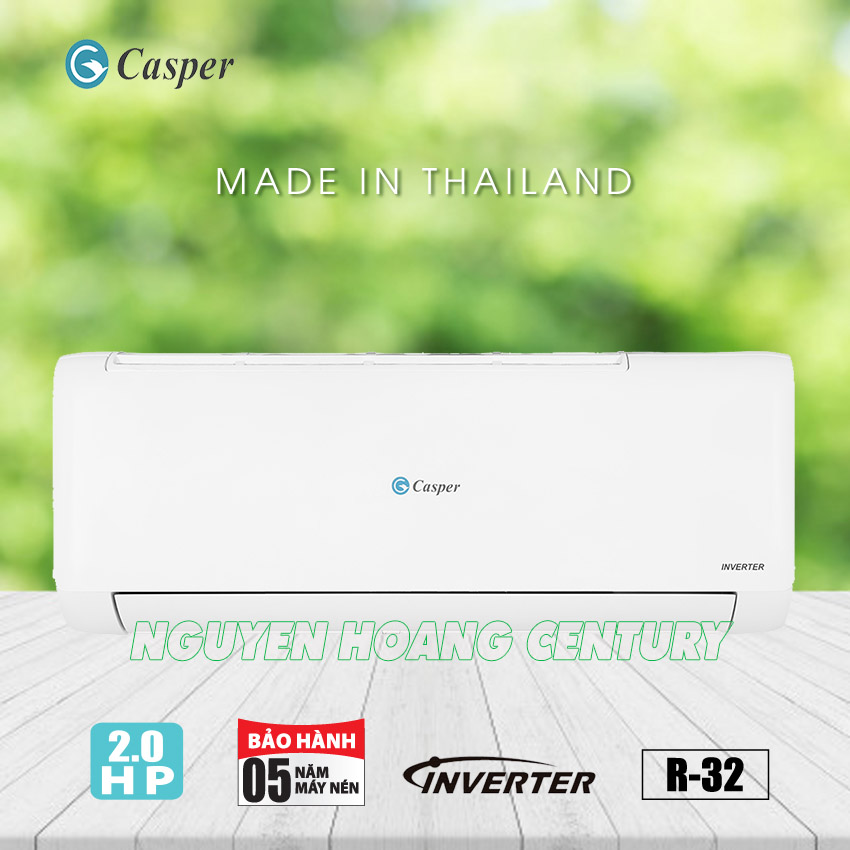 Casper
MADE IN THAILAND
Casper
INVERTER
NGUYEN HOANG CENTURY
2.0
HP
BẢO HÀNH
05 NĂM
MÁY NÉN
INVERTER
R-32